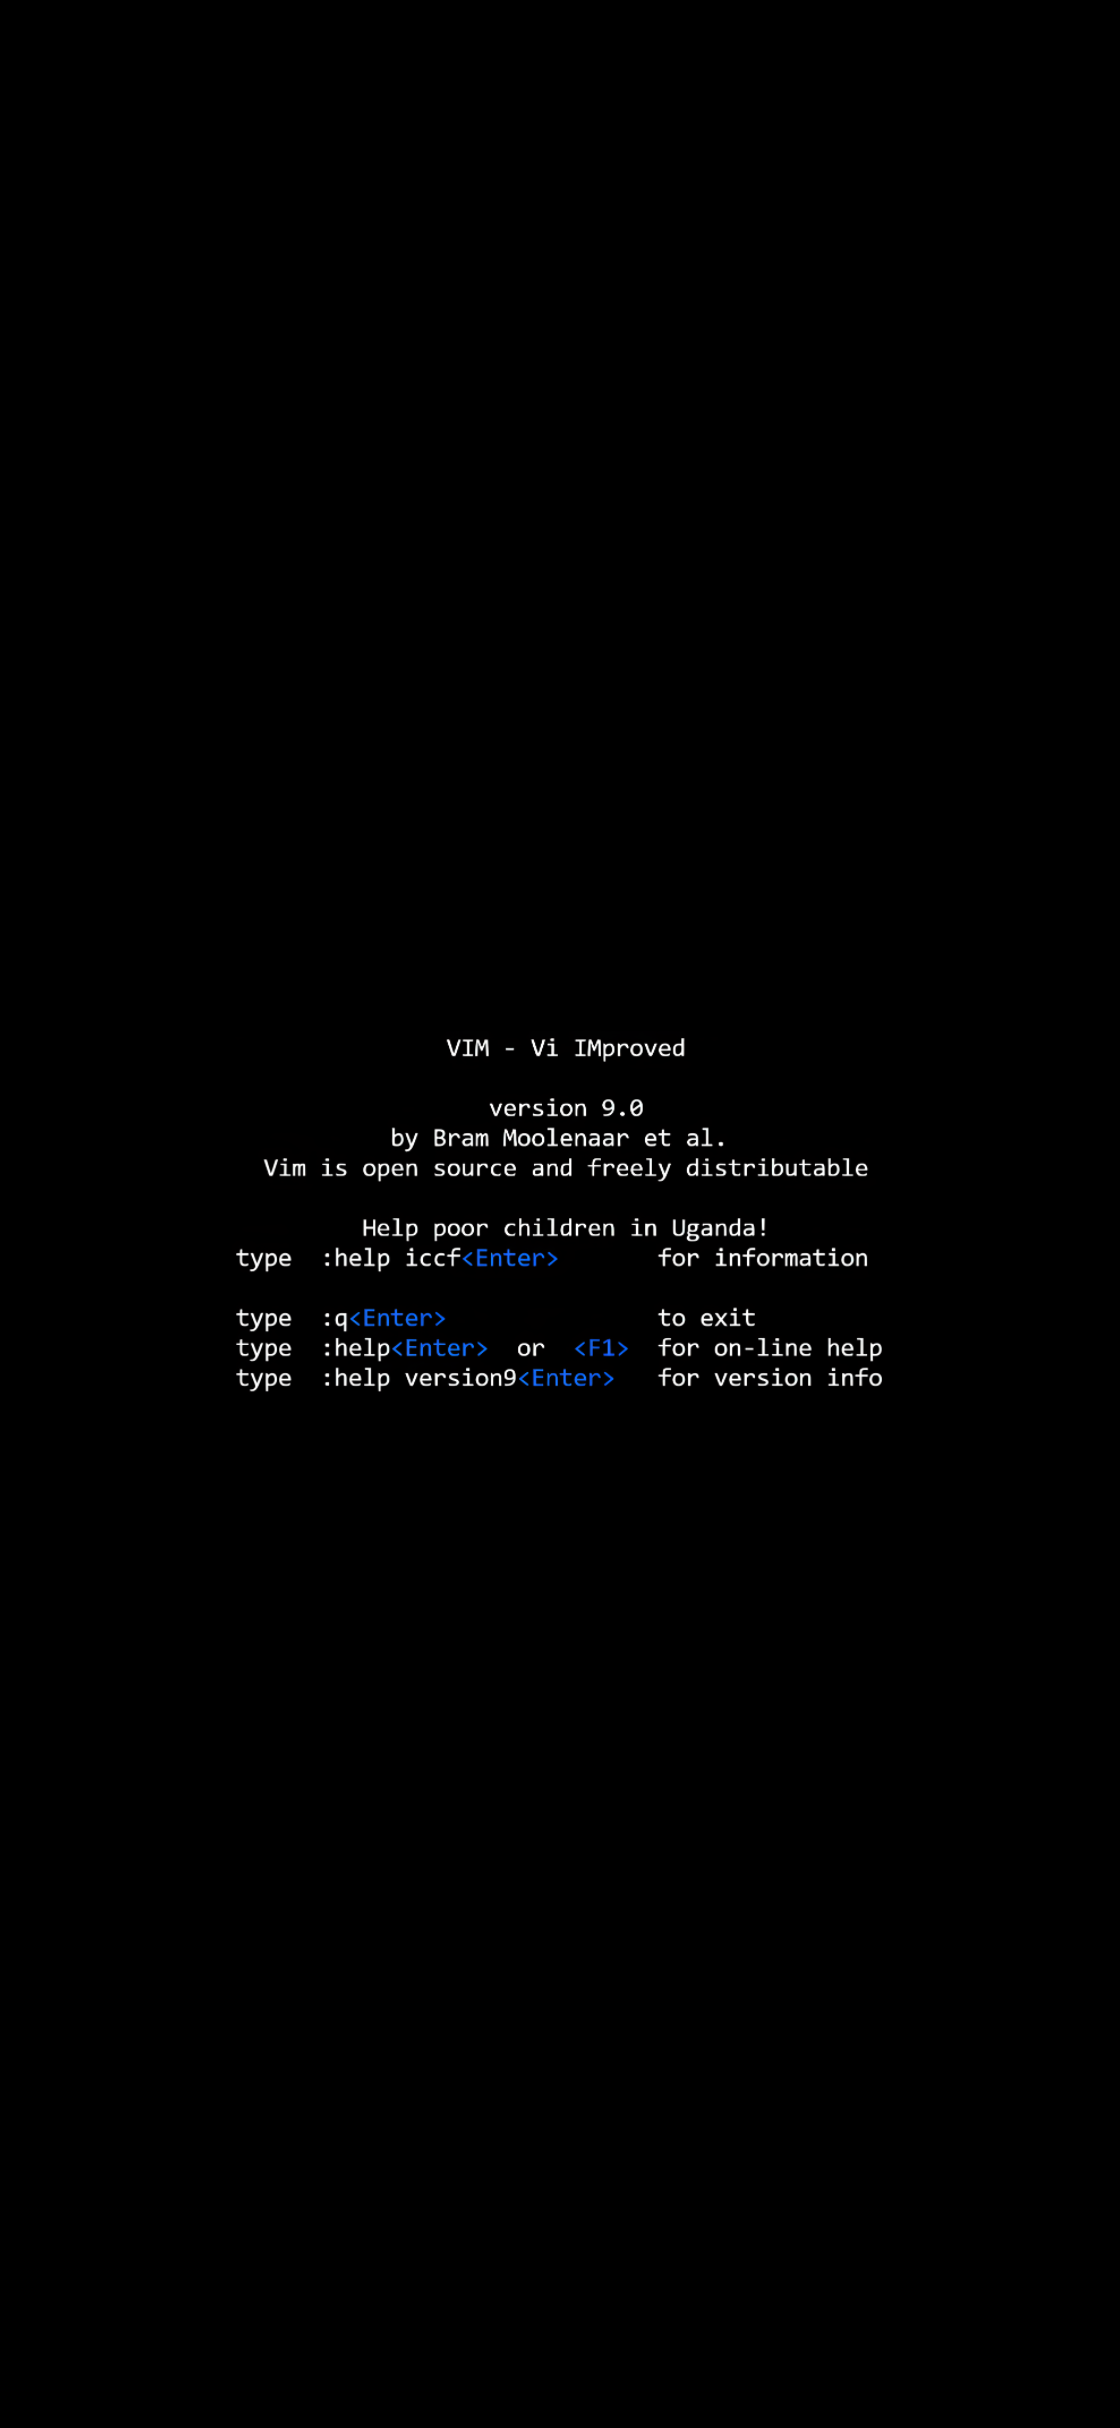 VIM - Vi IMproved
version 9.0
by Bram Moolenaar et al.
Vim is open source and freely distributable
Help poor children in Uganda!
type  :help iccf<Enter>       for information
type  :q<Enter>               to exit
type  :help<Enter>  or  <F1>  for on-line help
type  :help version9<Enter>   for version info